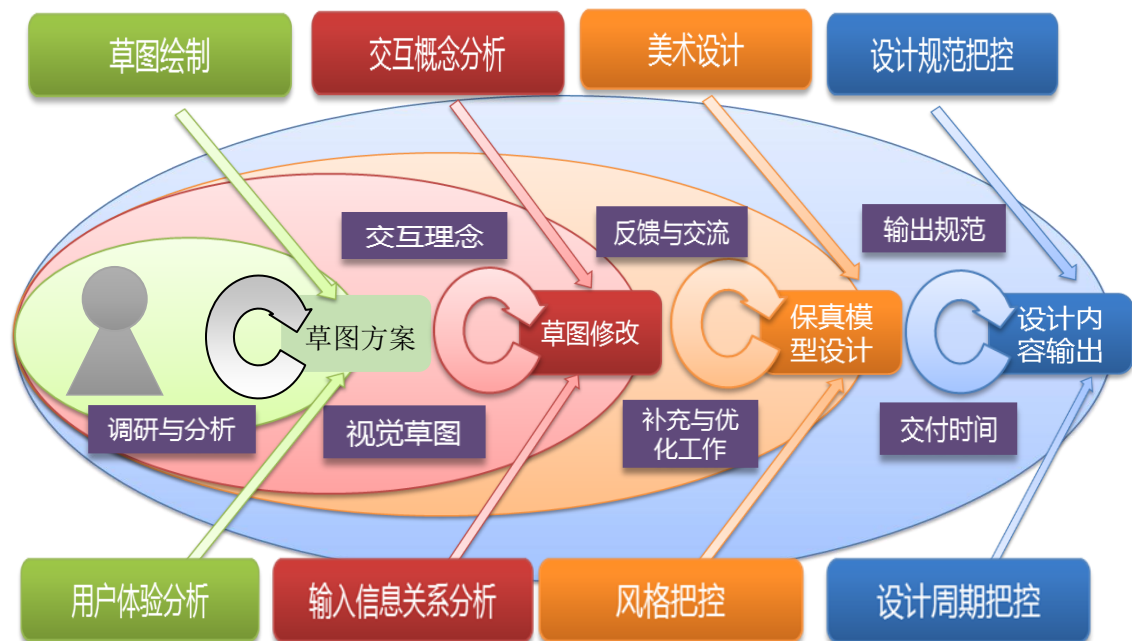 草图绘制
交互概念分析
美术设计
设计规范把控
交互理念
反馈与交流
输出规范
草图方案
草图修改
保真模
型设计
设计内
容输出
调研与分析
视觉草图
补充与优
化工作
交付时间
用户体验分析
输入信息关系分析
风格把控
设计周期把控